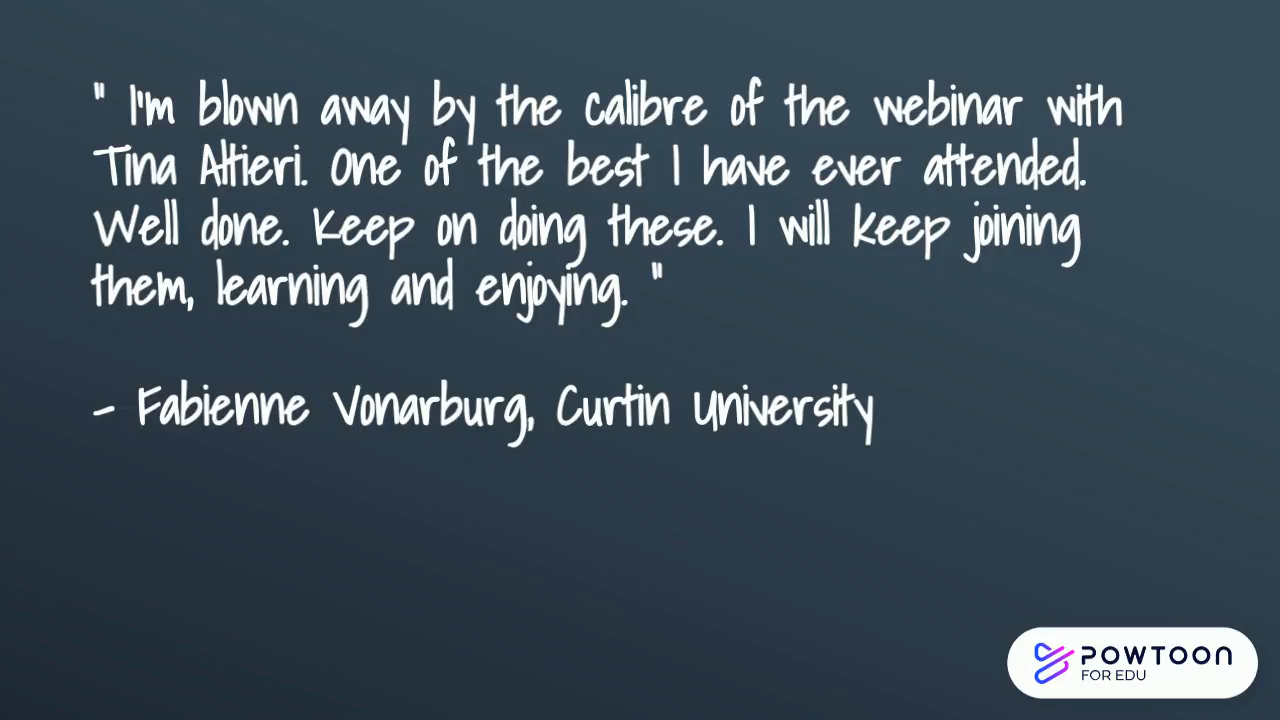 " I'm blown away by the calibre of the webinar with
Tina Altieri. One of the best I have ever attended.
Well done. Keep on doing these. I will keep joining
them, learning and enjoying. "
- Fabienne Vonarburg, Curtin University
POWTOON
FOR EDU